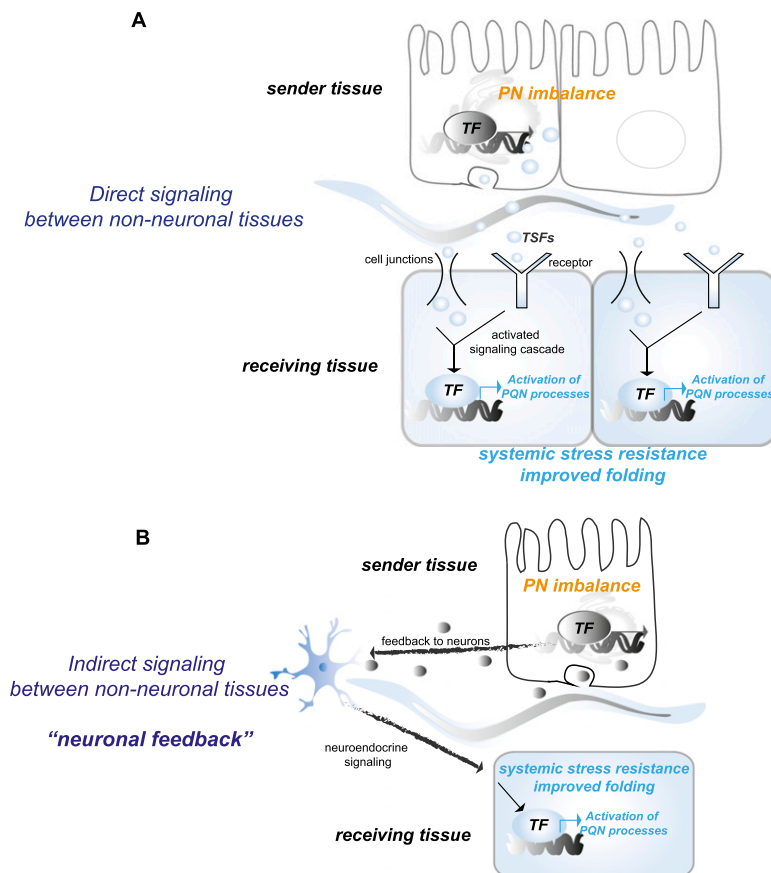 A
sender tissue
PN imbalance
TF
Direct signaling
between non-neuronal tissues
TSFs
cell junctions
receptor
activated
signaling cascade
receiving tissue
TF
Activation of
PQN processes
TF
Activation of
PQN processes
systemic stress resistance
improved folding
B
sender tissue
PN imbalance
TF
feedback to neurons
Indirect signaling
between non-neuronal tissues
“neuronal feedback”
neuroendocrine
signaling
systemic stress resistance
improved folding
TF
Activation of
PQN processes
receiving tissue